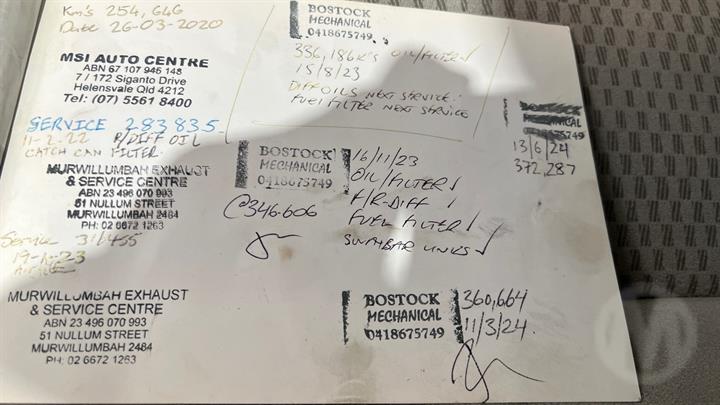 Km's 254,646
Date 26-03-2020
MSI AUTO CENTRE
ABN 67 107 946 148
7 / 172 Siganto Drive
Helensvale Qld 4212
Tel: (07) 5561 8400
SERVICE 283835
11-2-22 R/DIFF OIL
CATCH CAN FILTER
MURWILLUMBAH EXHAUST
& SERVICE CENTRE
ABN 23 496 070 993
51 NULLUM STREET
MURWILLUMBAH 2484
PH: 02 6672 1263
Service 311455
MURWILLUMBAH EXHAUST
& SERVICE CENTRE
ABN 23 496 070 993
51 NULLUM STREET
MURWILLUMBAH 2484
PH: 02 6672 1263
BOSTOCK
MECHANICAL
0418675749
336,186K'S OIL/FILTER
15/8/23
DIFF OILS NEXT SERVICE.
FUEL FILTER NEXT SERVICE
BOSTOCK
MECHANICAL
0418675749
@346.606
16/11/23
OIL/FILTER
F/R-DIFF
FUEL FILTER
SWAYBAR LINKS
BOSTOCK
MECHANICAL
0418675749
13/6/24
372,287
BOSTOCK
MECHANICAL
0418675749
360,664
11/3/24